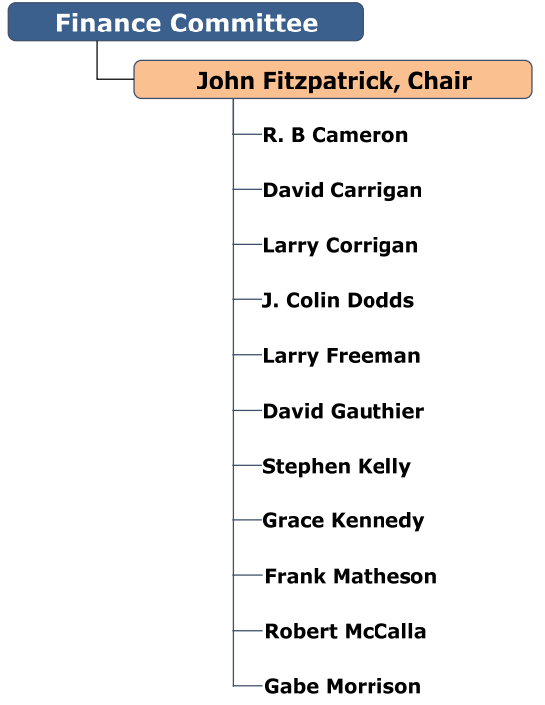 Finance Committee
John Fitzpatrick, Chair
R. B Cameron
David Carrigan
Larry Corrigan
J. Colin Dodds
Larry Freeman
David Gauthier
Stephen Kelly
Grace Kennedy
Frank Matheson
Robert McCalla
Gabe Morrison